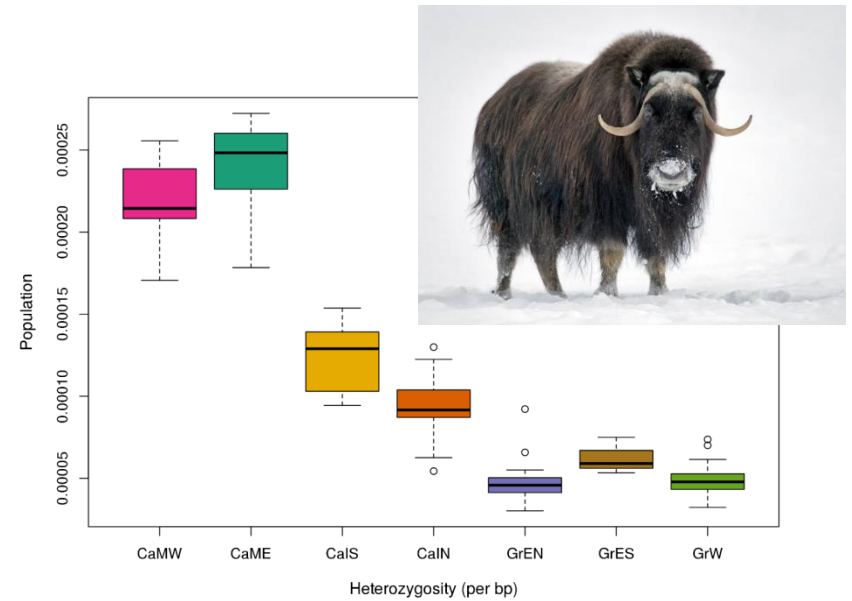 Population
0.00025
0.00020
0.00015
0.00010
0.00005
CaMW CaME CaIS CaIN GrEN GrES GrW
Heterozygosity (per bp)